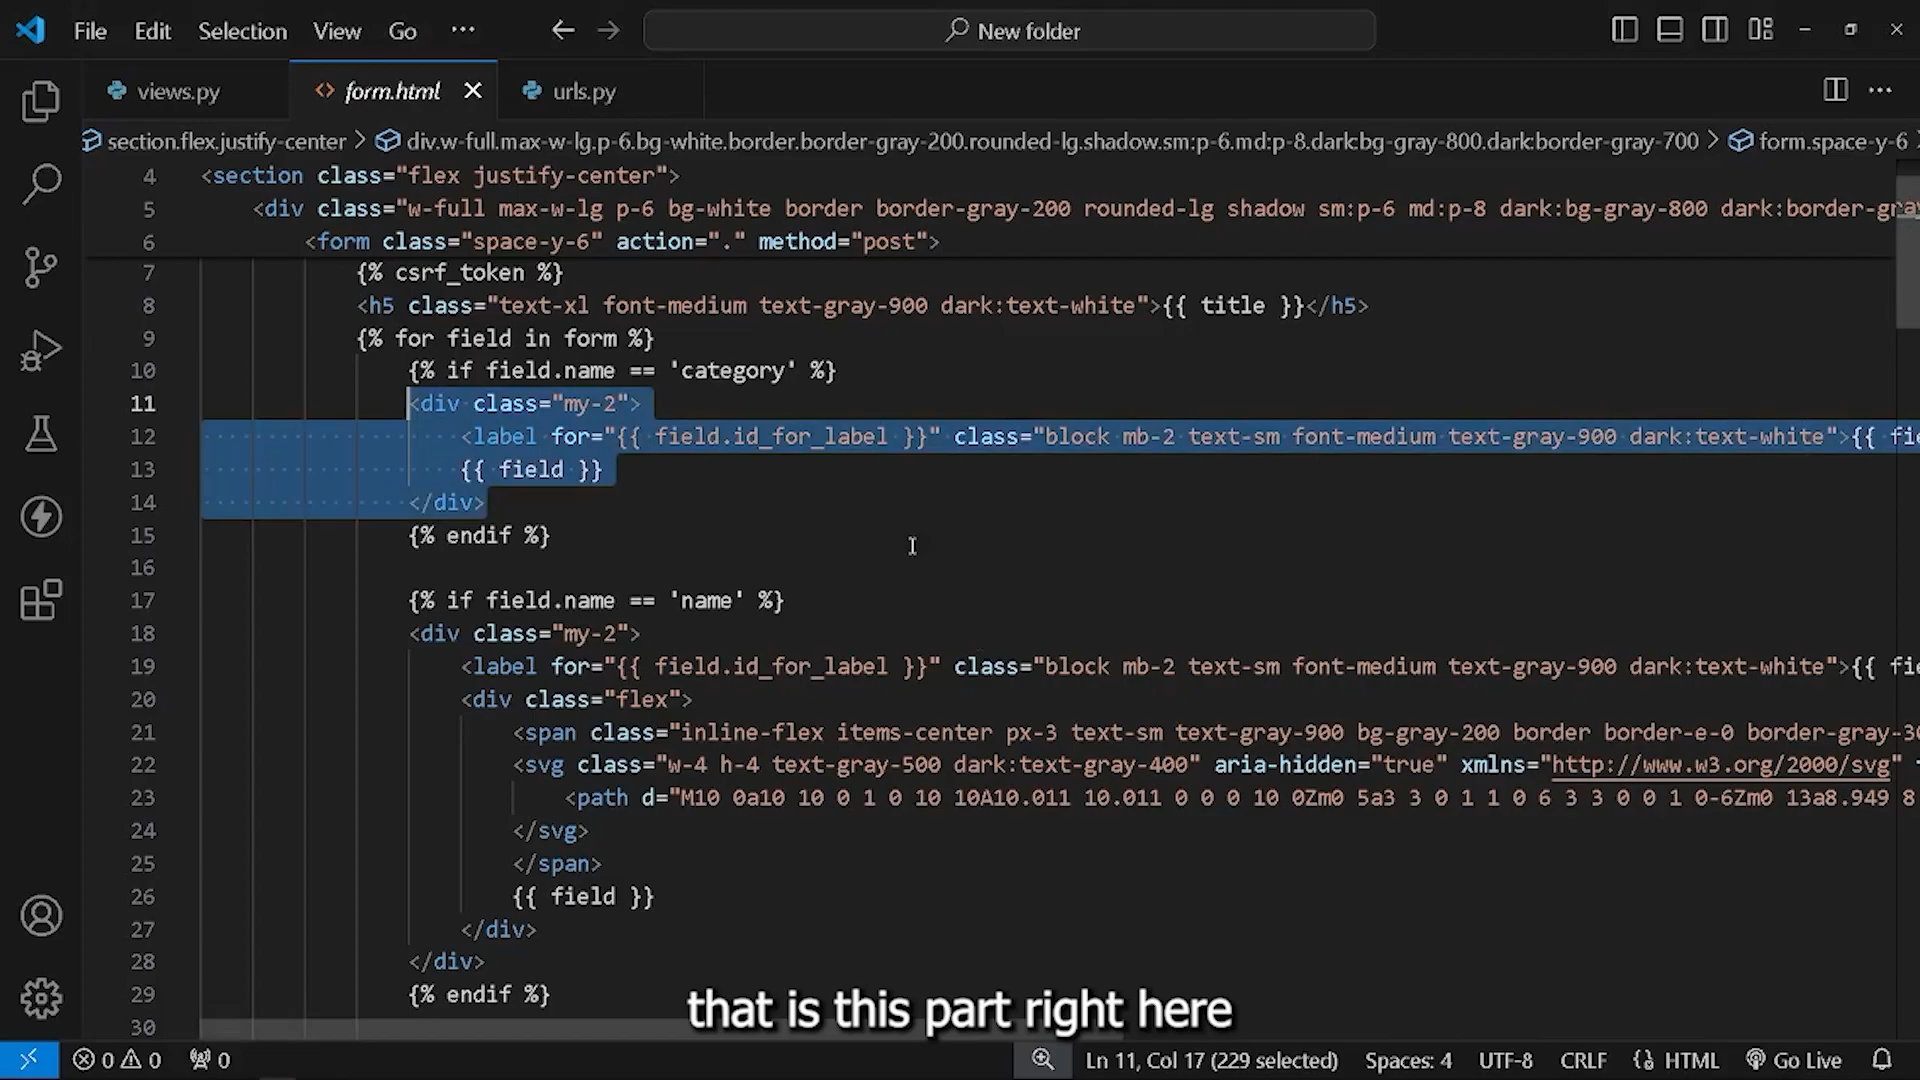 File Edit Selection View Go ··· New folder
views.py form.html urls.py
section.flex.justify-center > div.w-full.max-w-lg.p-6.bg-white.border.border-gray-200.rounded-lg.shadow.sm:p-6.md:p-8.dark:bg-gray-800.dark:border-gray-700 > form.space-y-6 >
4 <section class="flex justify-center">
5 <div class="w-full max-w-lg p-6 bg-white border border-gray-200 rounded-lg shadow sm:p-6 md:p-8 dark:bg-gray-800 dark:border-gray
6 <form class="space-y-6" action="." method="post">
7 {% csrf_token %}
8 <h5 class="text-xl font-medium text-gray-900 dark:text-white">{{ title }}</h5>
9 {% for field in form %}
10 {% if field.name == 'category' %}
11 <div class="my-2">
12 <label for="{{ field.id_for_label }}" class="block mb-2 text-sm font-medium text-gray-900 dark:text-white">{{ fie
13 {{ field }}
14 </div>
15 {% endif %}
16
17 {% if field.name == 'name' %}
18 <div class="my-2">
19 <label for="{{ field.id_for_label }}" class="block mb-2 text-sm font-medium text-gray-900 dark:text-white">{{ fie
20 <div class="flex">
21 <span class="inline-flex items-center px-3 text-sm text-gray-900 bg-gray-200 border border-e-0 border-gray-30
22 <svg class="w-4 h-4 text-gray-500 dark:text-gray-400" aria-hidden="true" xmlns="http://www.w3.org/2000/svg"
23 <path d="M10 0a10 10 0 1 0 10 10A10.011 10.011 0 0 0 10 0Zm0 5a3 3 0 1 1 0 6 3 3 0 0 1 0-6Zm0 13a8.949 8
24 </svg>
25 </span>
26 {{ field }}
27 </div>
28 </div>
29 {% endif %}
30
that is this part right here
0 0 0 Ln 11, Col 17 (229 selected) Spaces: 4 UTF-8 CRLF HTML Go Live